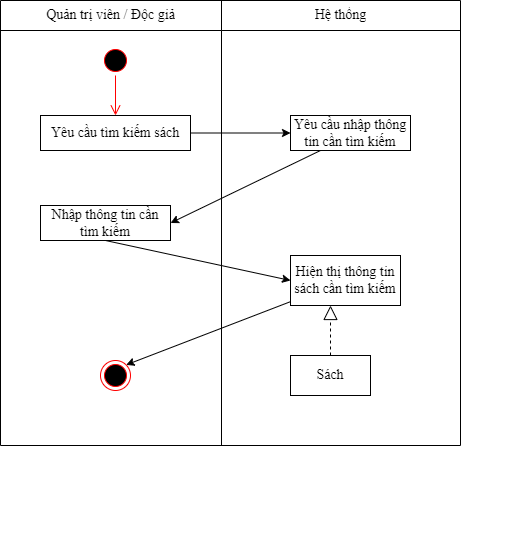 Quản trị viên / Độc giả
Hệ thống
Yêu cầu tìm kiếm sách
Yêu cầu nhập thông
tin cần tìm kiếm
Nhập thông tin cần
tìm kiếm
Hiện thị thông tin
sách cần tìm kiếm
Sách